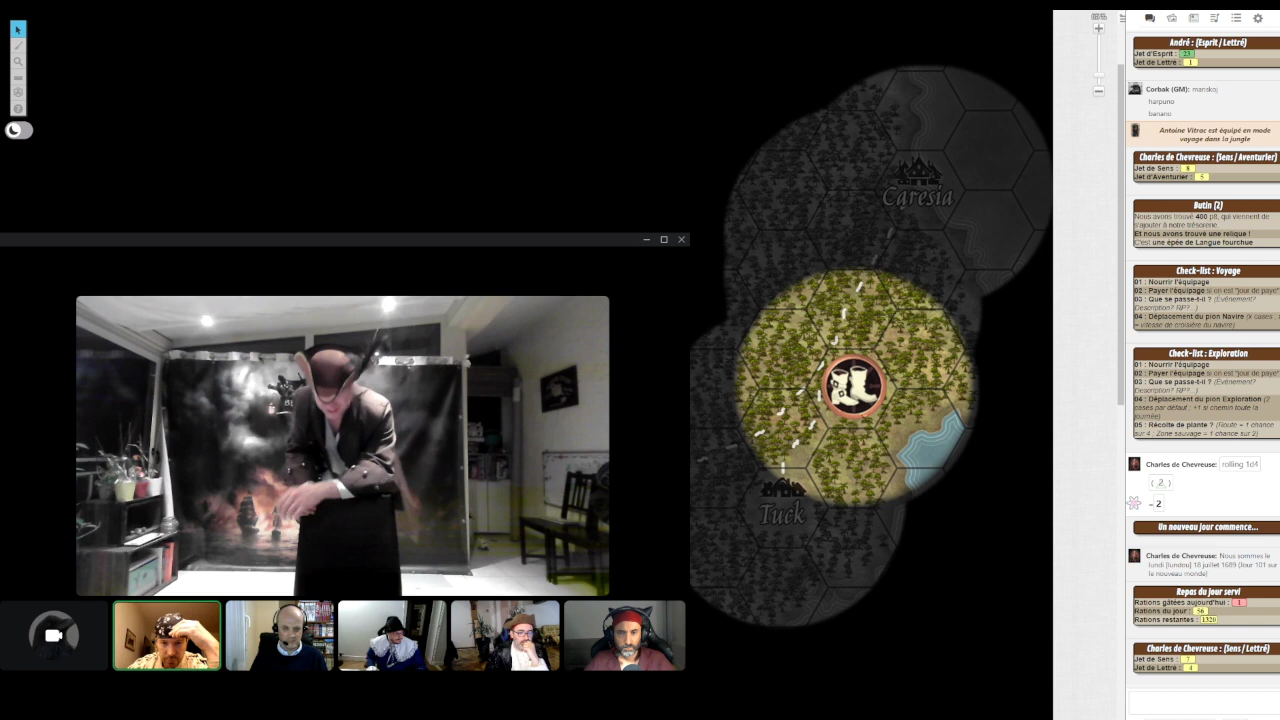 Caresia
Tuck
André : (Esprit / Lettré)
Jet d'Esprit : 23
Jet de Lettré : 1
Corbak (GM): manskoj
harpuno
banano
Antoine Vitrac est équipé en mode
voyage dans la jungle
Charles de Chevreuse : (Sens / Aventurier)
Jet de Sens : 8
Jet d'Aventurier : 5
Butin (2)
Nous avons trouvé 400 p8, qui viennent de
s'ajouter à notre trésorerie.
Et nous avons trouvé une relique !
C'est une épée de Langue fourchue
Check-list : Voyage
01 : Nourrir l'équipage
02 : Payer l'équipage si on est "jour de paye"
03 : Que se passe-t-il ? (Événement?
Description? RP?...)
04 : Déplacement du pion Navire (x cases ; x
= vitesse de croisière du navire)
Check-list : Exploration
01 : Nourrir l'équipage
02 : Payer l'équipage si on est "jour de paye"
03 : Que se passe-t-il ? (Événement?
Description? RP?...)
04 : Déplacement du pion Exploration (2
cases par défaut ; +1 si chemin toute la
journée)
05 : Récolte de plante ? (Route = 1 chance
sur 4 ; Zone sauvage = 1 chance sur 2)
Charles de Chevreuse: rolling 1d4
( 2 )
= 2
Un nouveau jour commence...
Charles de Chevreuse: Nous sommes le
lundi [lundou] 18 juillet 1689 (Jour 101 sur
le nouveau monde)
Repas du jour servi
Rations gâtées aujourd'hui : 1
Rations du jour : 56
Rations restantes : 1320
Charles de Chevreuse : (Sens / Lettré)
Jet de Sens : 7
Jet de Lettré : 4